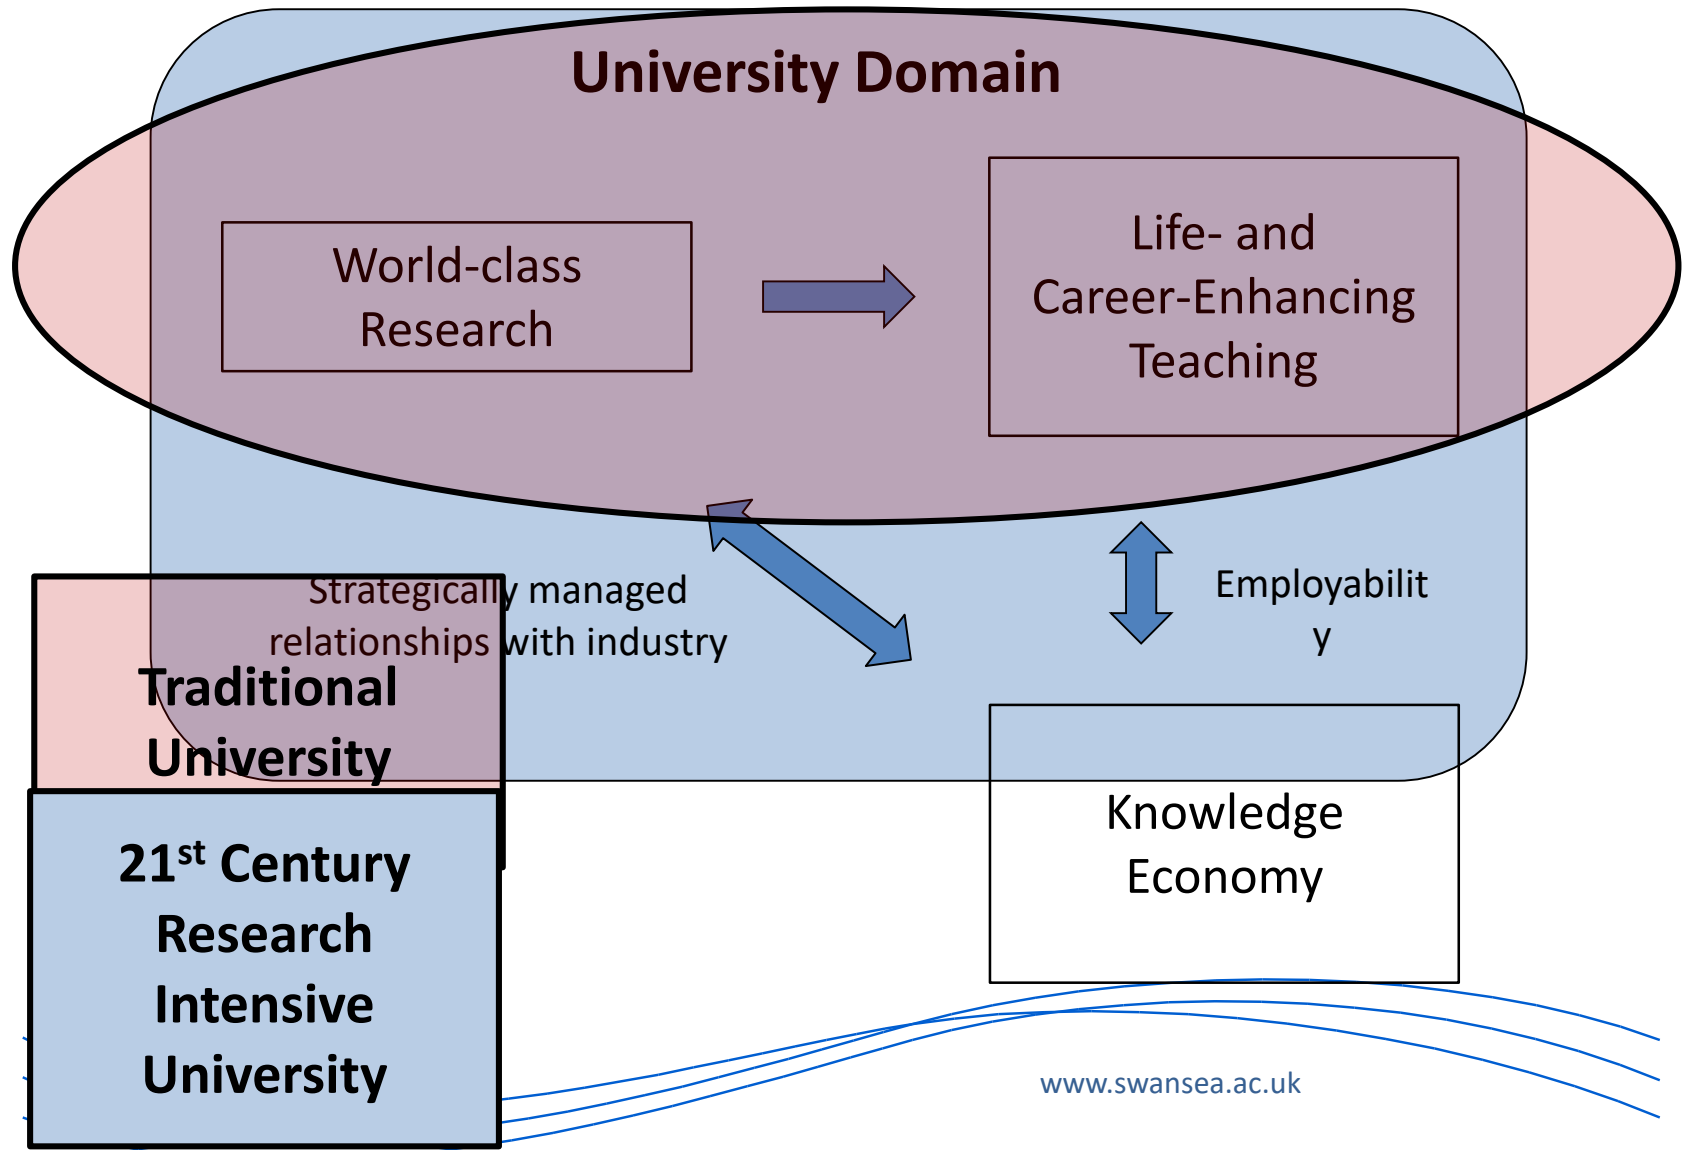 University Domain
World-class
Research
Life- and
Career-Enhancing
Teaching
Strategically managed
relationships with industry
Employabilit
y
Traditional
University
21st Century
Research
Intensive
University
Knowledge
Economy
www.swansea.ac.uk